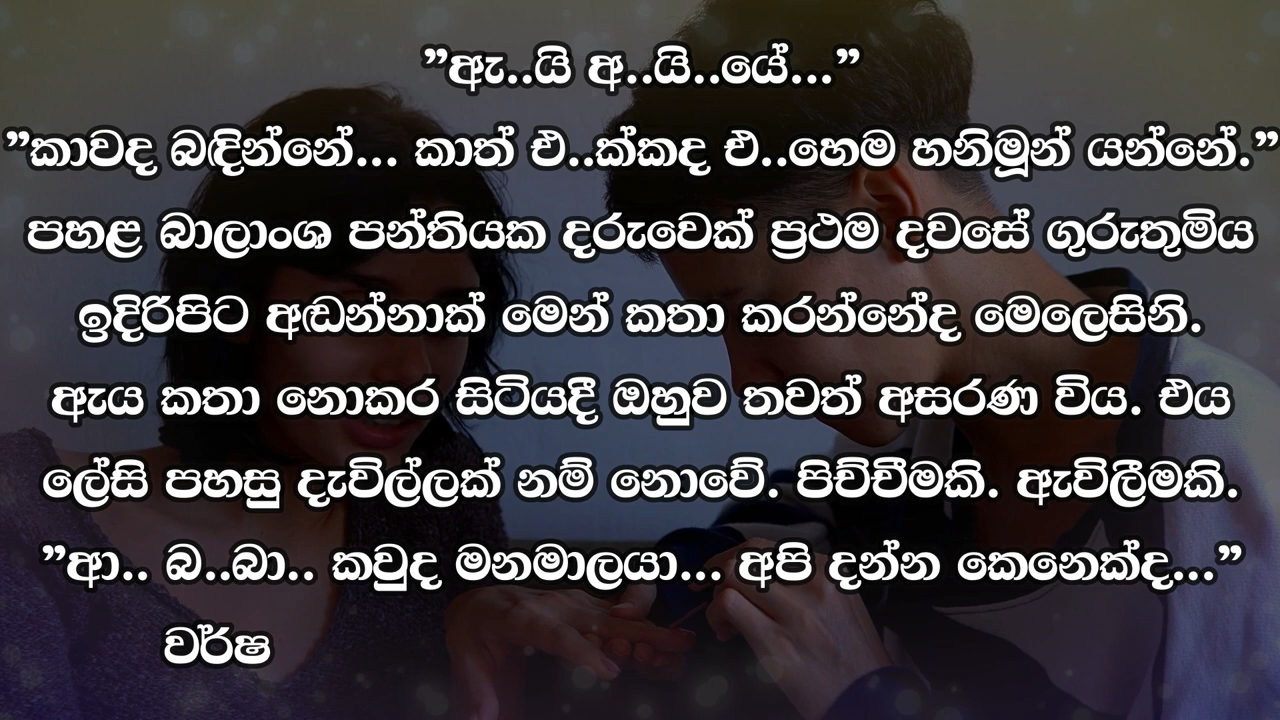 ”ඇ..යි අ..යි..යේ...”
”කාවද බඳින්නේ... කාත් එ..ක්කද එ..හෙම හනිමූන් යන්නේ.”
පහළ බාලාංශ පන්තියක දරුවෙක් ප්‍රථම දවසේ ගුරුතුමිය
ඉදිරිපිට අඬන්නාක් මෙන් කතා කරන්නේද මෙලෙසිනි.
ඇය කතා නොකර සිටියදී ඔහුව තවත් අසරණ විය. එය
ලේසි පහසු දැවිල්ලක් නම් නොවේ. පිච්චීමකි. ඇවිලීමකි.
”ආ.. බ..බා.. කවුද මනමාලයා... අපි දන්න කෙනෙක්ද...”
වර්ෂ